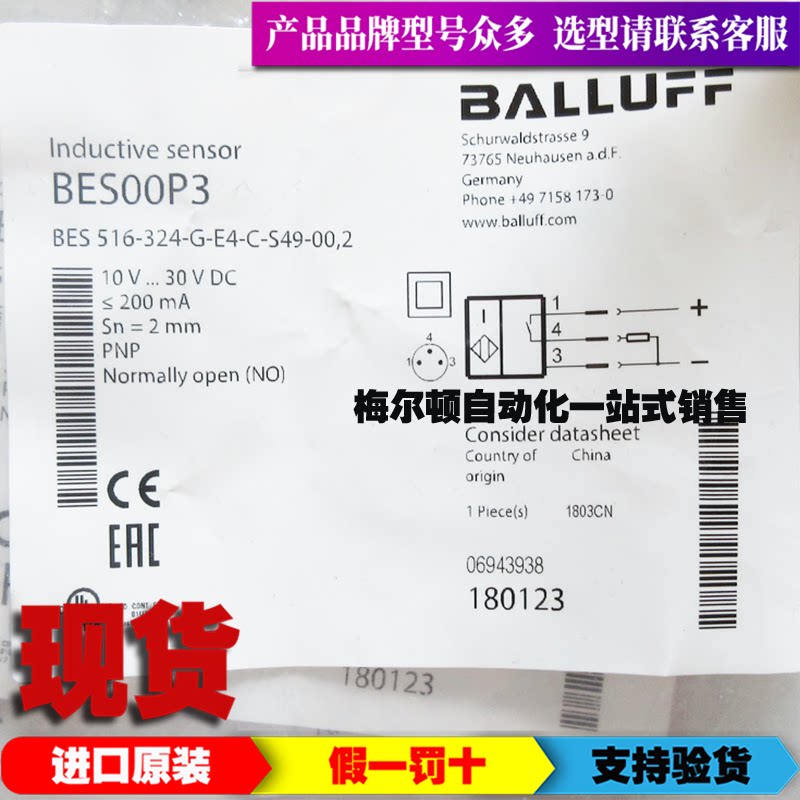 产品品牌型号众多 选型请联系客服
BALLUFF
Schurwaldstrasse 9
73765 Neuhausen a.d.F.
Germany
Phone +49 7158 173-0
www.balluff.com
Inductive sensor
BES00P3
BES 516-324-G-E4-C-S49-00,2
10 V ... 30 V DC
≤ 200 mA
Sn = 2 mm
PNP
Normally open (NO)
4
1 3
1 +
4
3 –
梅尔顿自动化一站式销售
Consider datasheet
Country of origin China
1 Piece(s) 1803CN
06943938
180123
CE
EAC
UL
现货
180123
进口原装
假一罚十
支持验货